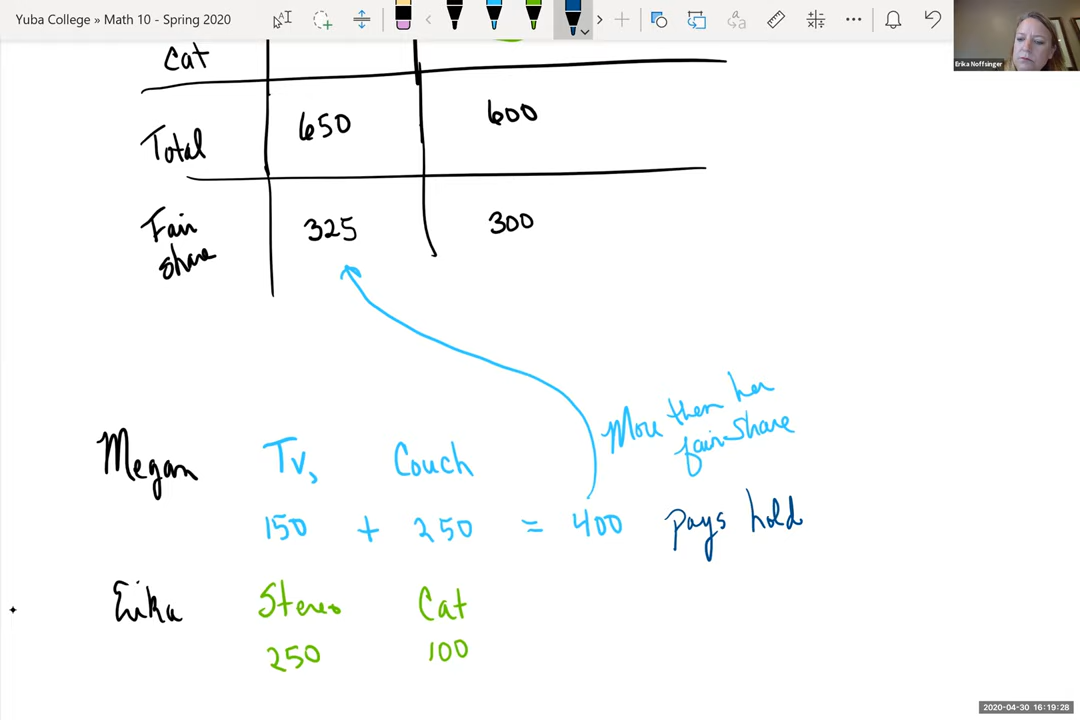 Yuba College » Math 10 - Spring 2020
Erika Noffsinger
Cat
Total 650 600
Fair share 325 300
More then her
fair share
Megan Tv, Couch
150 + 250 = 400 pays hold
Erika Stereo Cat
250 100
2020-04-30 16:19:28